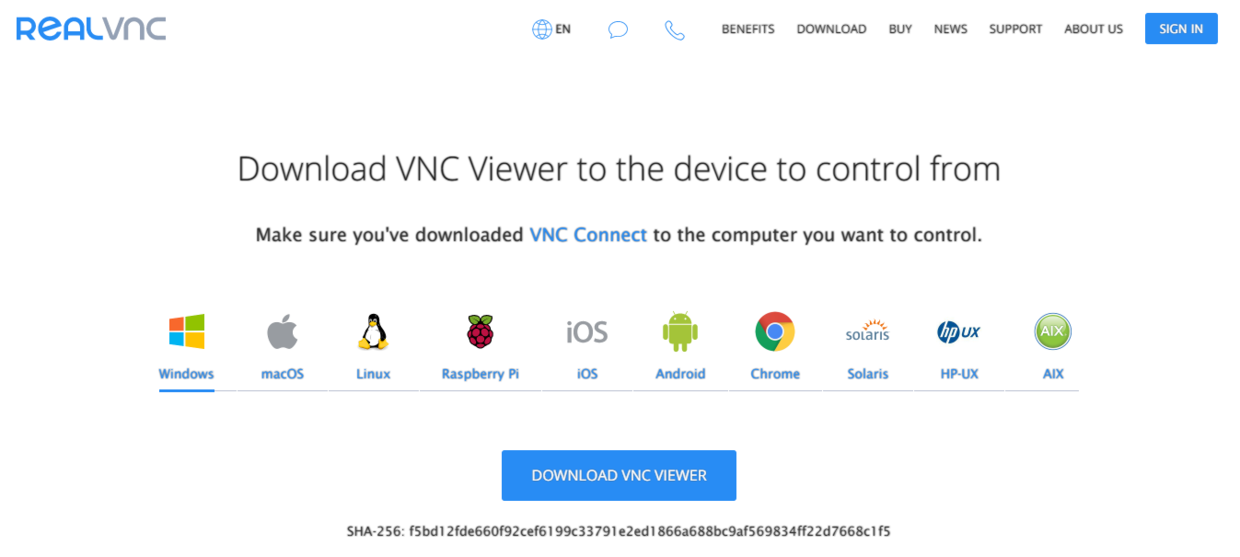 REALVNC
EN BENEFITS DOWNLOAD BUY NEWS SUPPORT ABOUT US SIGN IN
Download VNC Viewer to the device to control from
Make sure you've downloaded VNC Connect to the computer you want to control.
iOS solaris hp UX AIX
Windows macOS Linux Raspberry Pi iOS Android Chrome Solaris HP-UX AIX
DOWNLOAD VNC VIEWER
SHA-256: f5bd12fde660f92cef6199c33791e2ed1866a688bc9af569834ff22d7668c1f5